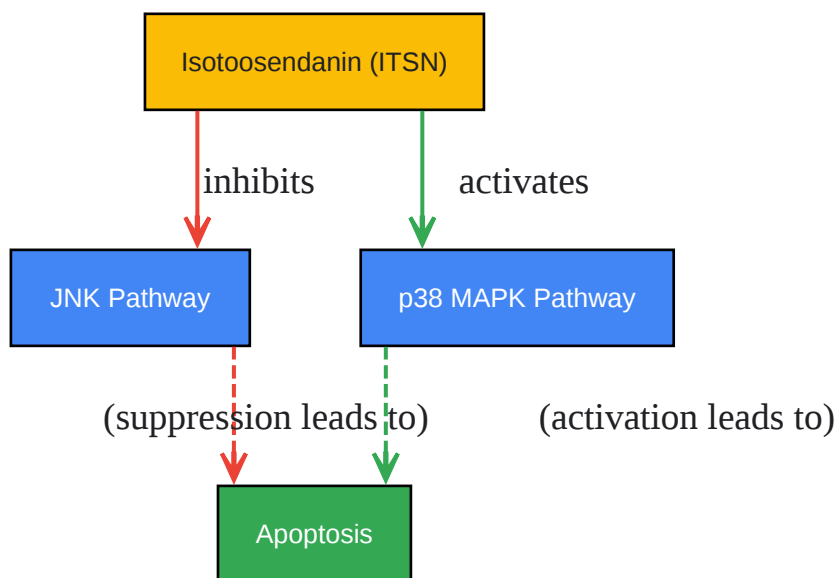 Isotoosendanin (ITSN)
inhibits
activates
JNK Pathway
p38 MAPK Pathway
(suppression leads to)
(activation leads to)
Apoptosis